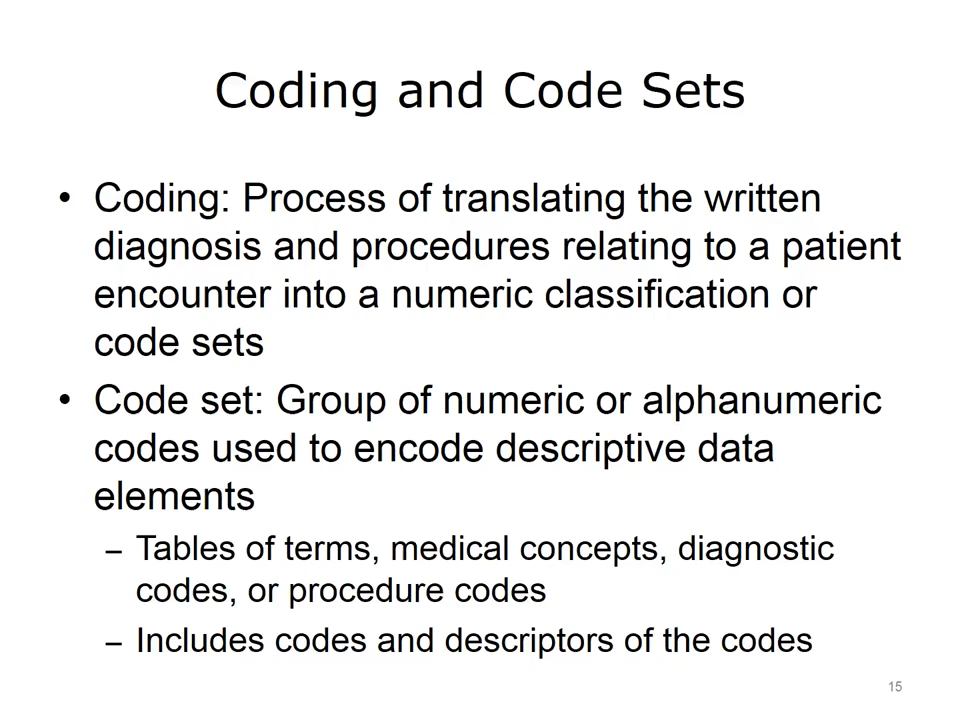 Coding and Code Sets
• Coding: Process of translating the written
diagnosis and procedures relating to a patient
encounter into a numeric classification or
code sets
• Code set: Group of numeric or alphanumeric
codes used to encode descriptive data
elements
– Tables of terms, medical concepts, diagnostic
codes, or procedure codes
– Includes codes and descriptors of the codes
15